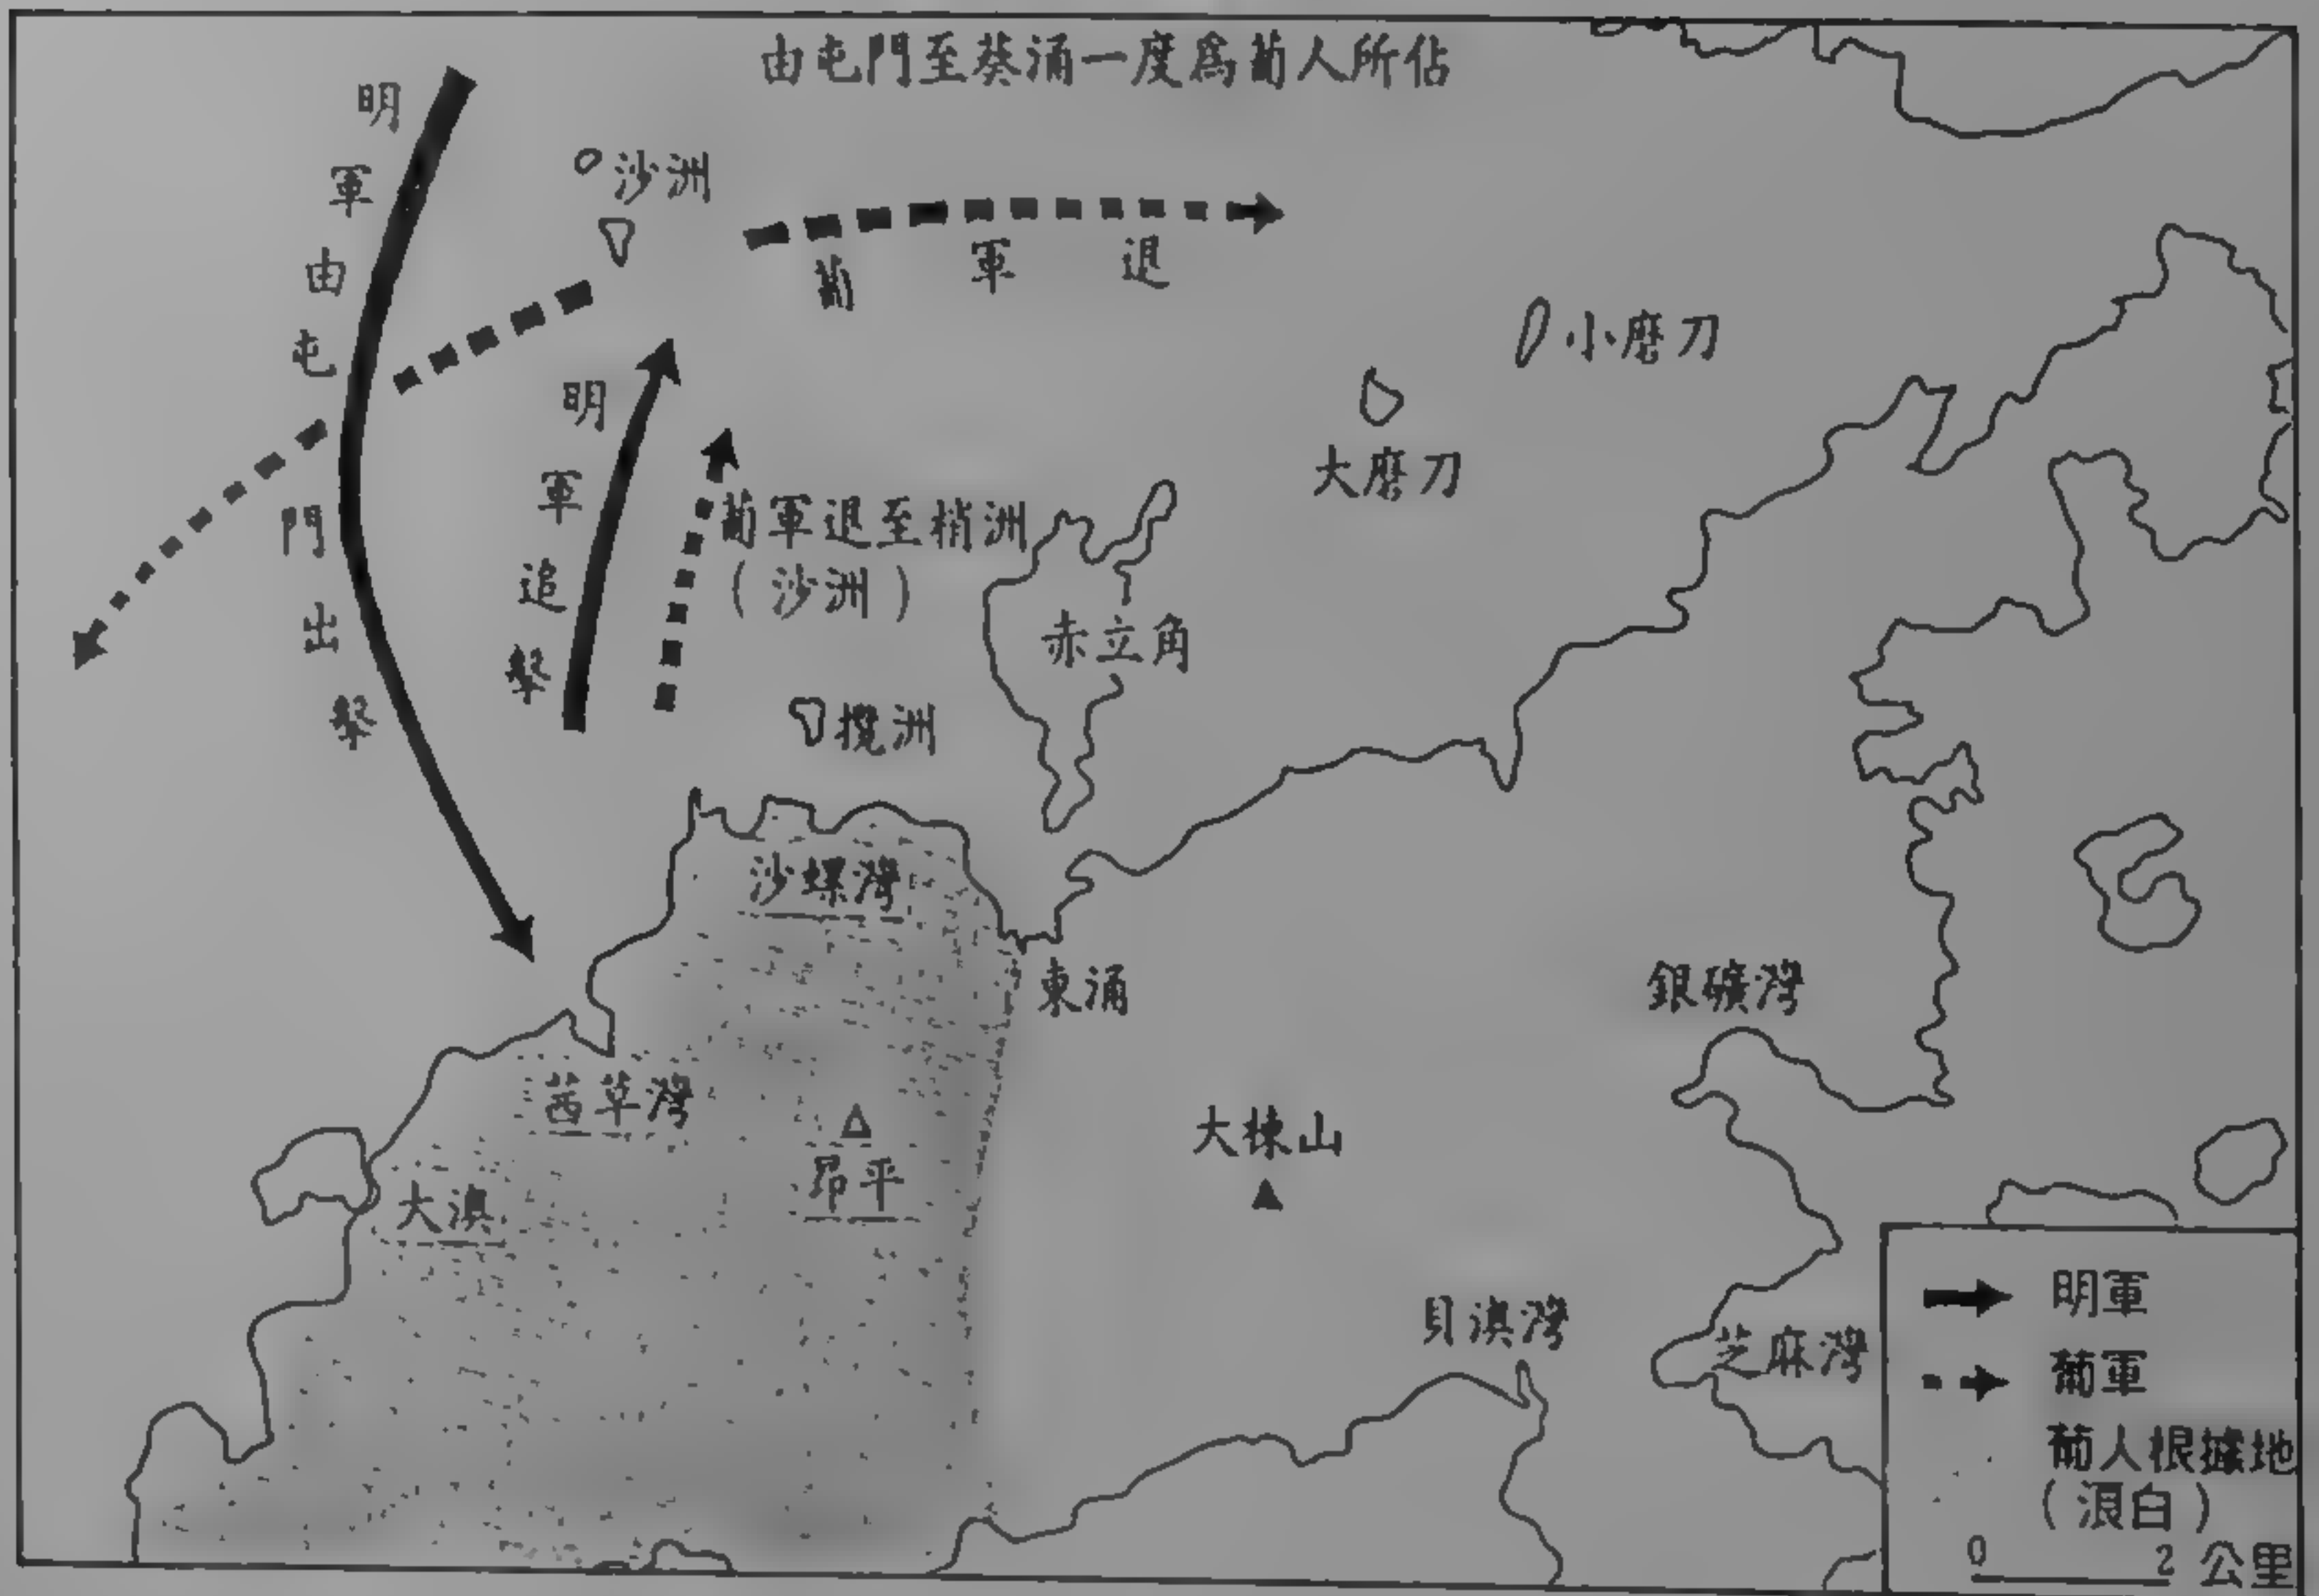 由屯門至葵涌一度爲葡人所佔
明軍由屯門出擊
沙洲
葡軍退
小磨刀
大磨刀
明軍追擊
葡軍退至梢洲
（沙洲）
赤立角
欖洲
沙螺灣
東涌
銀礦灣
茜草灣
昂平
大棟山
大澳
貝澳灣
芝麻灣
明軍
葡軍
葡人根據地
（浪白）
0 2 公里